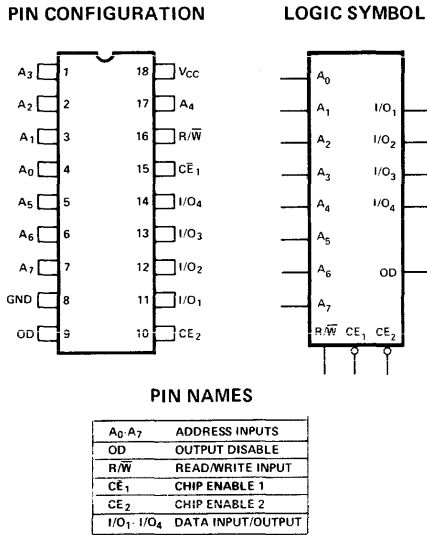 PIN CONFIGURATION
LOGIC SYMBOL
A₃ 1 18 VCC
A₂ 2 17 A₄
A₁ 3 16 R/W̅
A₀ 4 15 C̅E̅₁
A₅ 5 14 I/O₄
A₆ 6 13 I/O₃
A₇ 7 12 I/O₂
GND 8 11 I/O₁
OD 9 10 CE₂
A₀
A₁ I/O₁
A₂ I/O₂
A₃ I/O₃
A₄ I/O₄
A₅
A₆ OD
A₇
R/W̅ CE₁ CE₂
PIN NAMES
A₀-A₇ ADDRESS INPUTS
OD OUTPUT DISABLE
R/W̅ READ/WRITE INPUT
C̅E̅₁ CHIP ENABLE 1
CE₂ CHIP ENABLE 2
I/O₁- I/O₄ DATA INPUT/OUTPUT